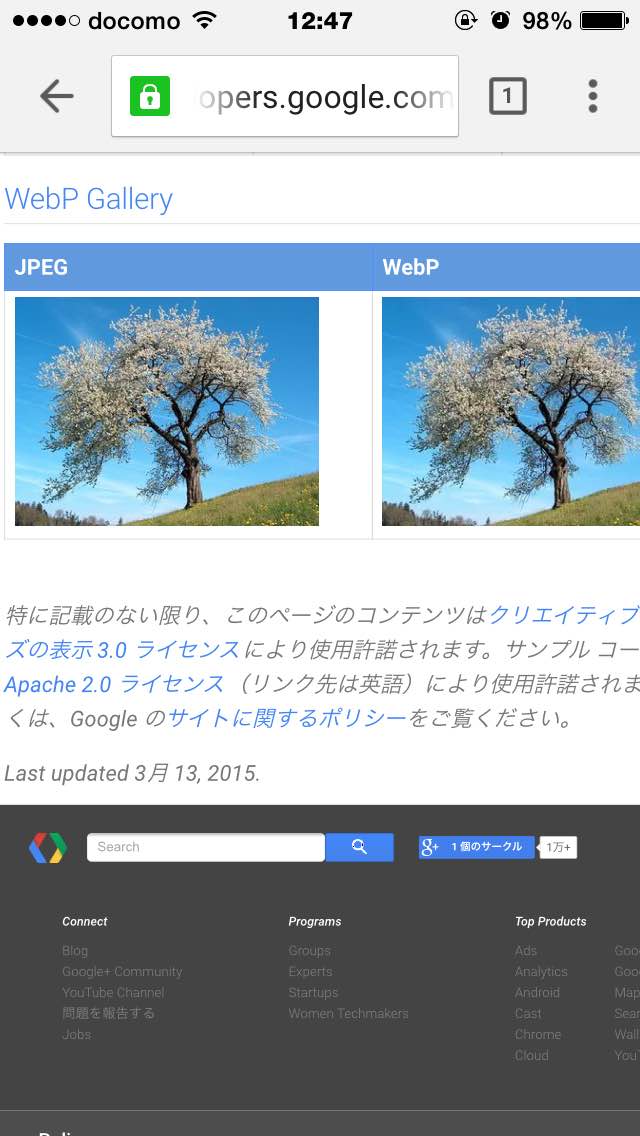 docomo 12:47 98%
opers.google.com 1
WebP Gallery
JPEG WebP
特に記載のない限り、このページのコンテンツはクリエイティブ
ズの表示 3.0 ライセンスにより使用許諾されます。サンプル コー
Apache 2.0 ライセンス（リンク先は英語）により使用許諾されま
くは、Google のサイトに関するポリシーをご覧ください。
Last updated 3月 13, 2015.
Search g+ 1 個のサークル 1万+
Connect Programs Top Products
Blog Groups Ads Goo
Google+ Community Experts Analytics Goo
YouTube Channel Startups Android Map
問題を報告する Women Techmakers Cast Sear
Jobs Chrome Wall
Cloud You